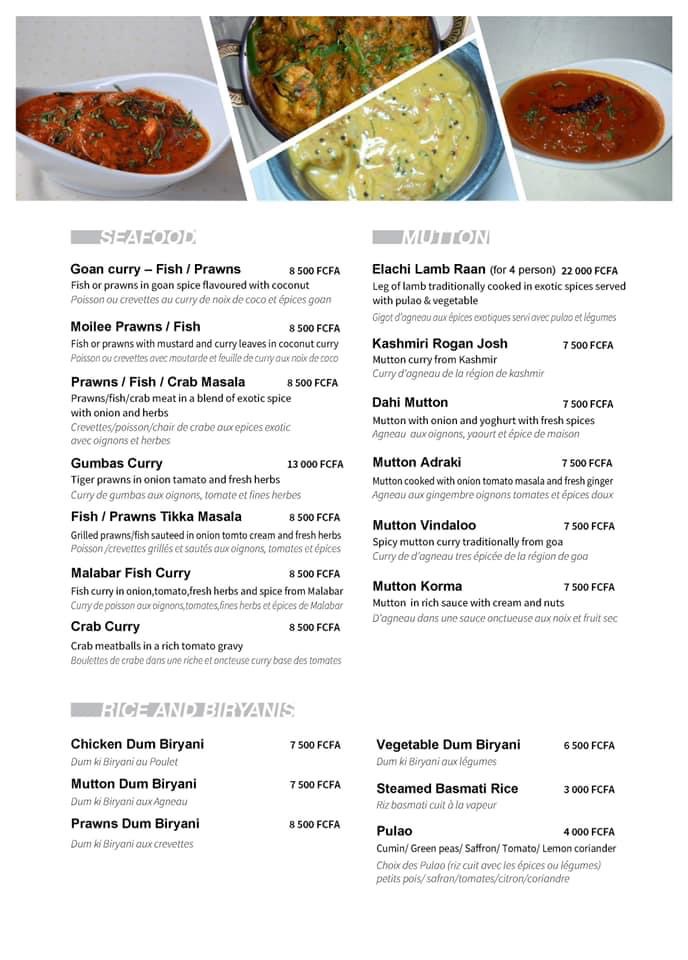 SEAFOOD
Goan curry – Fish / Prawns 8 500 FCFA
Fish or prawns in goan spice flavoured with coconut
Poisson ou crevettes au curry de noix de coco et épices goan
Moilee Prawns / Fish 8 500 FCFA
Fish or prawns with mustard and curry leaves in coconut curry
Poisson ou crevettes avec moutarde et feuille de curry aux noix de coco
Prawns / Fish / Crab Masala 8 500 FCFA
Prawns/fish/crab meat in a blend of exotic spice
with onion and herbs
Crevettes/poisson/chair de crabe aux epices exotic
avec oignons et herbes
Gumbas Curry 13 000 FCFA
Tiger prawns in onion tamato and fresh herbs
Curry de gumbas aux oignons, tomate et fines herbes
Fish / Prawns Tikka Masala 8 500 FCFA
Grilled prawns/fish sauteed in onion tomto cream and fresh herbs
Poisson /crevettes grillés et sautés aux oignons, tomates et épices
Malabar Fish Curry 8 500 FCFA
Fish curry in onion,tomato,fresh herbs and spice from Malabar
Curry de poisson aux oignons,tomates,fines herbs et épices de Malabar
Crab Curry 8 500 FCFA
Crab meatballs in a rich tomato gravy
Boulettes de crabe dans une riche et oncteuse curry base des tomates
MUTTON
Elachi Lamb Raan (for 4 person) 22 000 FCFA
Leg of lamb traditionally cooked in exotic spices served
with pulao & vegetable
Gigot d'agneau aux épices exotiques servi avec pulao et légumes
Kashmiri Rogan Josh 7 500 FCFA
Mutton curry from Kashmir
Curry d'agneau de la région de kashmir
Dahi Mutton 7 500 FCFA
Mutton with onion and yoghurt with fresh spices
Agneau aux oignons, yaourt et épice de maison
Mutton Adraki 7 500 FCFA
Mutton cooked with onion tomato masala and fresh ginger
Agneau aux gingembre oignons tomates et épices doux
Mutton Vindaloo 7 500 FCFA
Spicy mutton curry traditionally from goa
Curry de d'agneau tres épicée de la région de goa
Mutton Korma 7 500 FCFA
Mutton in rich sauce with cream and nuts
D'agneau dans une sauce onctueuse aux noix et fruit sec
RICE AND BIRYANIS
Chicken Dum Biryani 7 500 FCFA
Dum ki Biryani au Poulet
Mutton Dum Biryani 7 500 FCFA
Dum ki Biryani aux Agneau
Prawns Dum Biryani 8 500 FCFA
Dum ki Biryani aux crevettes
Vegetable Dum Biryani 6 500 FCFA
Dum ki Biryani aux légumes
Steamed Basmati Rice 3 000 FCFA
Riz basmati cuit à la vapeur
Pulao 4 000 FCFA
Cumin/ Green peas/ Saffron/ Tomato/ Lemon coriander
Choix des Pulao (riz cuit avec les épices ou légumes)
petits pois/ safran/tomates/citron/coriandre